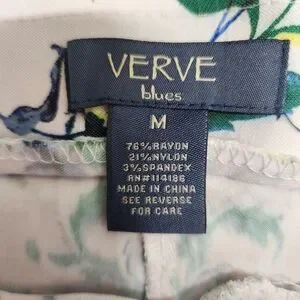 VERVE
blues
M
76% RAYON
21% NYLON
3% SPANDEX
RN#114186
MADE IN CHINA
SEE REVERSE
FOR CARE